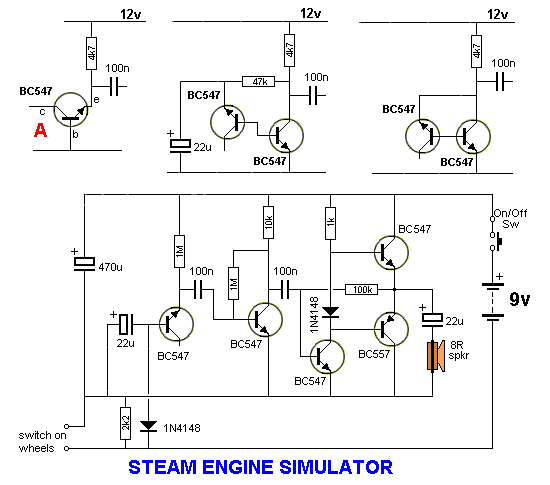 12v
4k7
100n
BC547
c
e
b
A
12v
4k7
100n
47k
BC547
22u
BC547
12v
4k7
100n
BC547
BC547
470u
1M
100n
22u
BC547
10k
1M
100n
BC547
1k
1N4148
BC547
BC547
100k
BC557
22u
8R
spkr
On/Off
Sw
9v
switch on
wheels
2k2
1N4148
STEAM ENGINE SIMULATOR